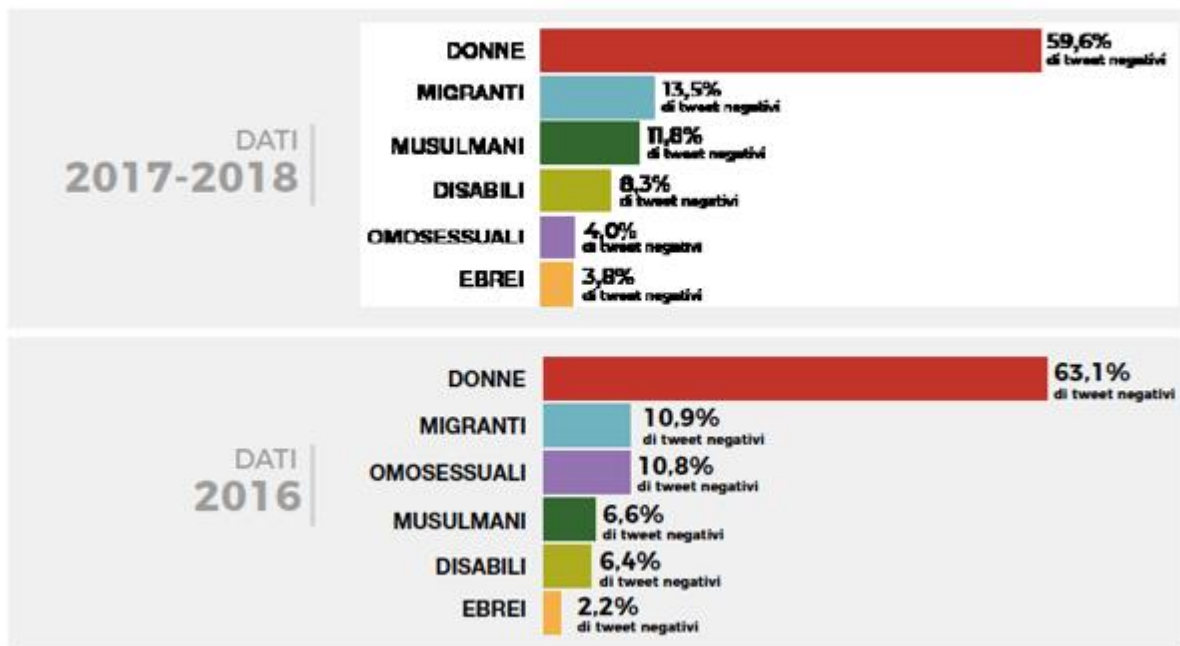 DATI
2017-2018
DONNE
59,6%
di tweet negativi
MIGRANTI
13,5%
di tweet negativi
MUSULMANI
11,8%
di tweet negativi
DISABILI
8,3%
di tweet negativi
OMOSESSUALI
4,0%
di tweet negativi
EBREI
3,8%
di tweet negativi
DATI
2016
DONNE
63,1%
di tweet negativi
MIGRANTI
10,9%
di tweet negativi
OMOSESSUALI
10,8%
di tweet negativi
MUSULMANI
6,6%
di tweet negativi
DISABILI
6,4%
di tweet negativi
EBREI
2,2%
di tweet negativi